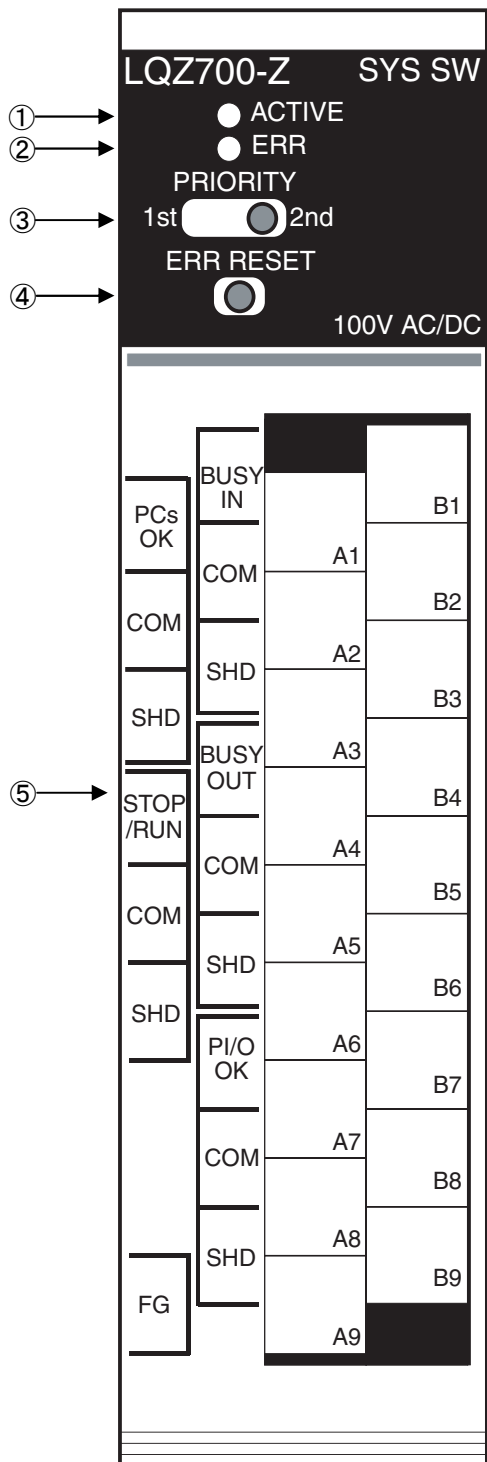 LQZ700-Z SYS SW
① ACTIVE
② ERR
PRIORITY
③ 1st 2nd
ERR RESET
④
100V AC/DC
PCs
OK
COM
SHD
⑤
STOP
/RUN
COM
SHD
FG
BUSY
IN
COM
SHD
BUSY
OUT
COM
SHD
PI/O
OK
COM
SHD
A1
A2
A3
A4
A5
A6
A7
A8
A9
B1
B2
B3
B4
B5
B6
B7
B8
B9